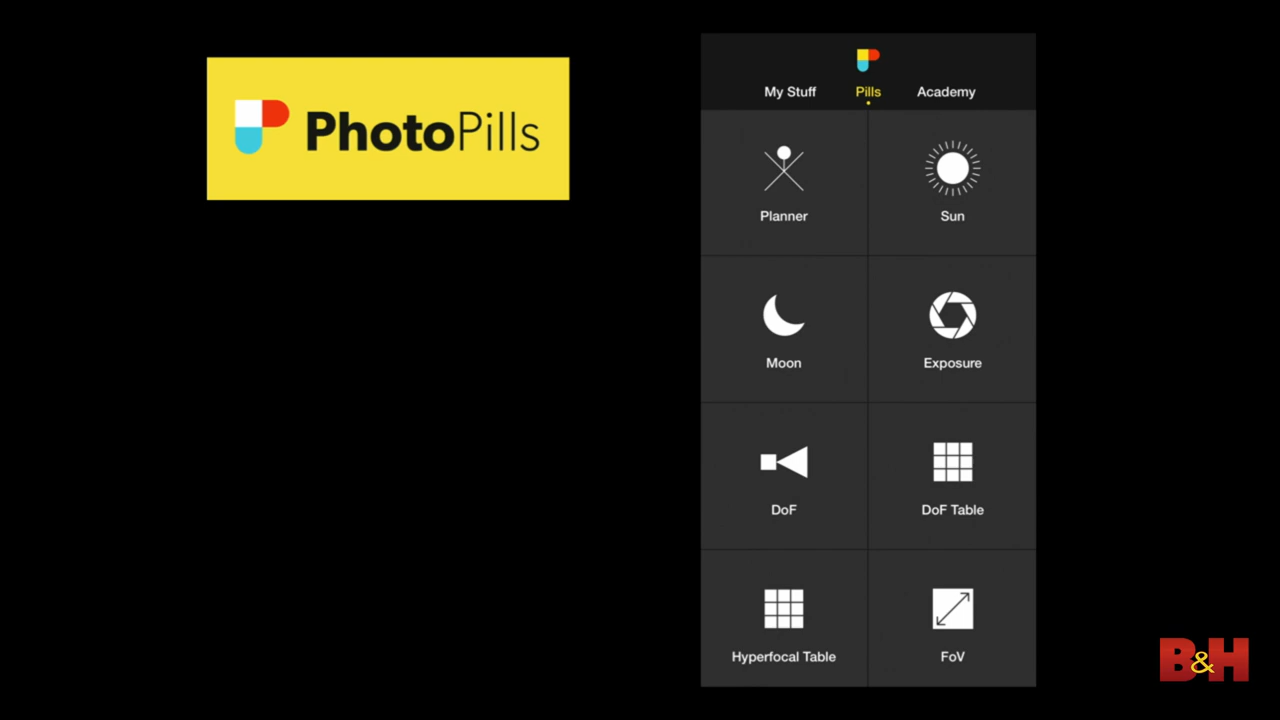 PhotoPills
My Stuff Pills Academy
Planner Sun
Moon Exposure
DoF DoF Table
Hyperfocal Table FoV
B&H